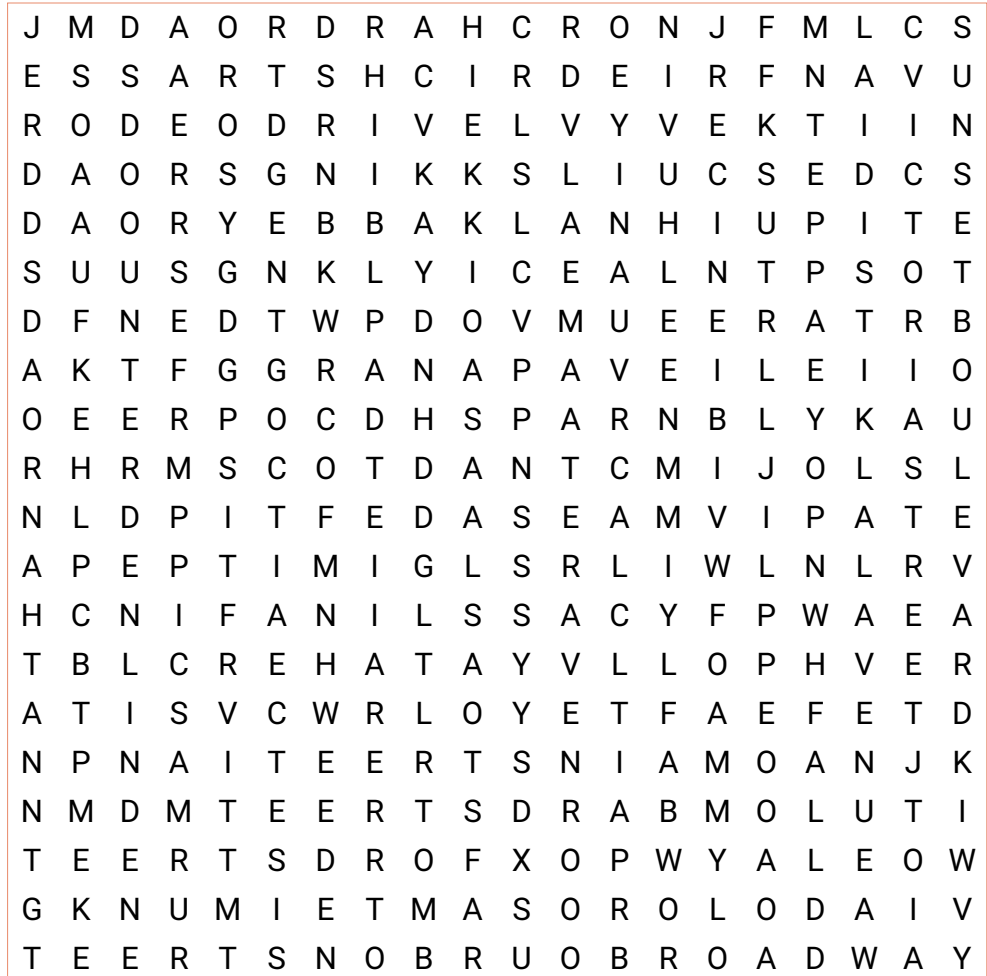 J M D A O R D R A H C R O N J F M L C S
E S S A R T S H C I R D E I R F N A V U
R O D E O D R I V E L V Y V E K T I I N
D A O R S G N I K K S L I U C S E D C S
D A O R Y E B B A K L A N H I U P I T E
S U U S G N K L Y I C E A L N T P S O T
D F N E D T W P D O V M U E E R A T R B
A K T F G G R A N A P A V E I L E I I O
O E E R P O C D H S P A R N B L Y K A U
R H R M S C O T D A N T C M I J O L S L
N L D P I T F E D A S E A M V I P A T E
A P E P T I M I G L S R L I W L N L R V
H C N I F A N I L S S A C Y F P W A E A
T B L C R E H A T A Y V L L O P H V E R
A T I S V C W R L O Y E T F A E F E T D
N P N A I T E E R T S N I A M O A N J K
N M D M T E E R T S D R A B M O L U T I
T E E R T S D R O F X O P W Y A L E O W
G K N U M I E T M A S O R O L O D A I V
T E E R T S N O B R U O B R O A D W A Y